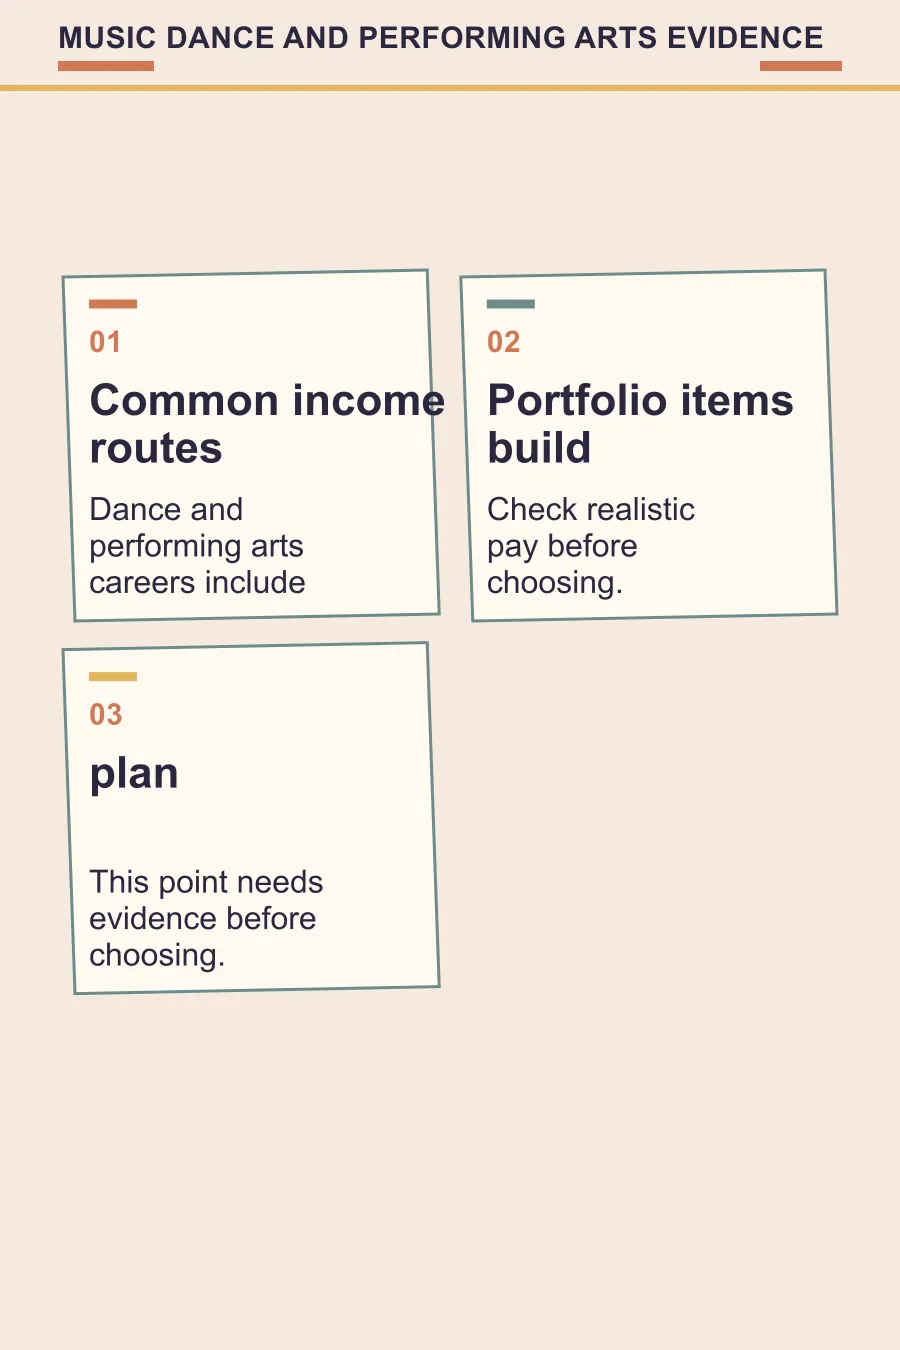 MUSIC DANCE AND PERFORMING ARTS EVIDENCE
01
Common income
routes
Dance and
performing arts
careers include
02
Portfolio items
build
Check realistic
pay before
choosing.
03
plan
This point needs
evidence before
choosing.